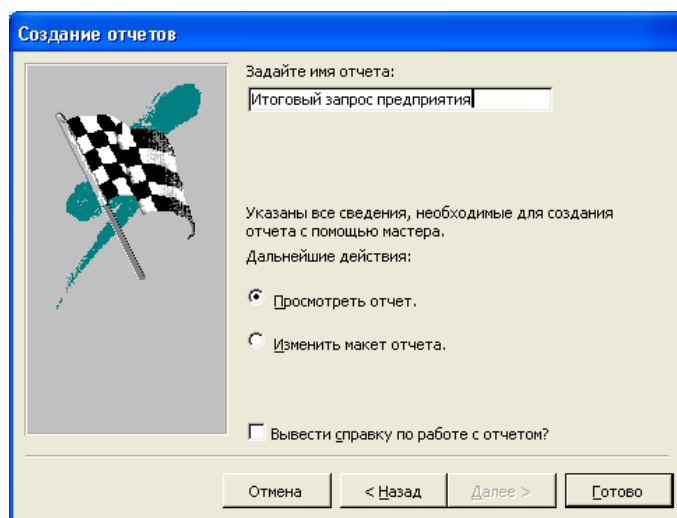 Создание отчетов
Задайте имя отчета:
Итоговый запрос предприятия
Указаны все сведения, необходимые для создания
отчета с помощью мастера.
Дальнейшие действия:
Просмотреть отчет.
Изменить макет отчета.
Вывести справку по работе с отчетом?
Отмена
< Назад
Далее >
Готово